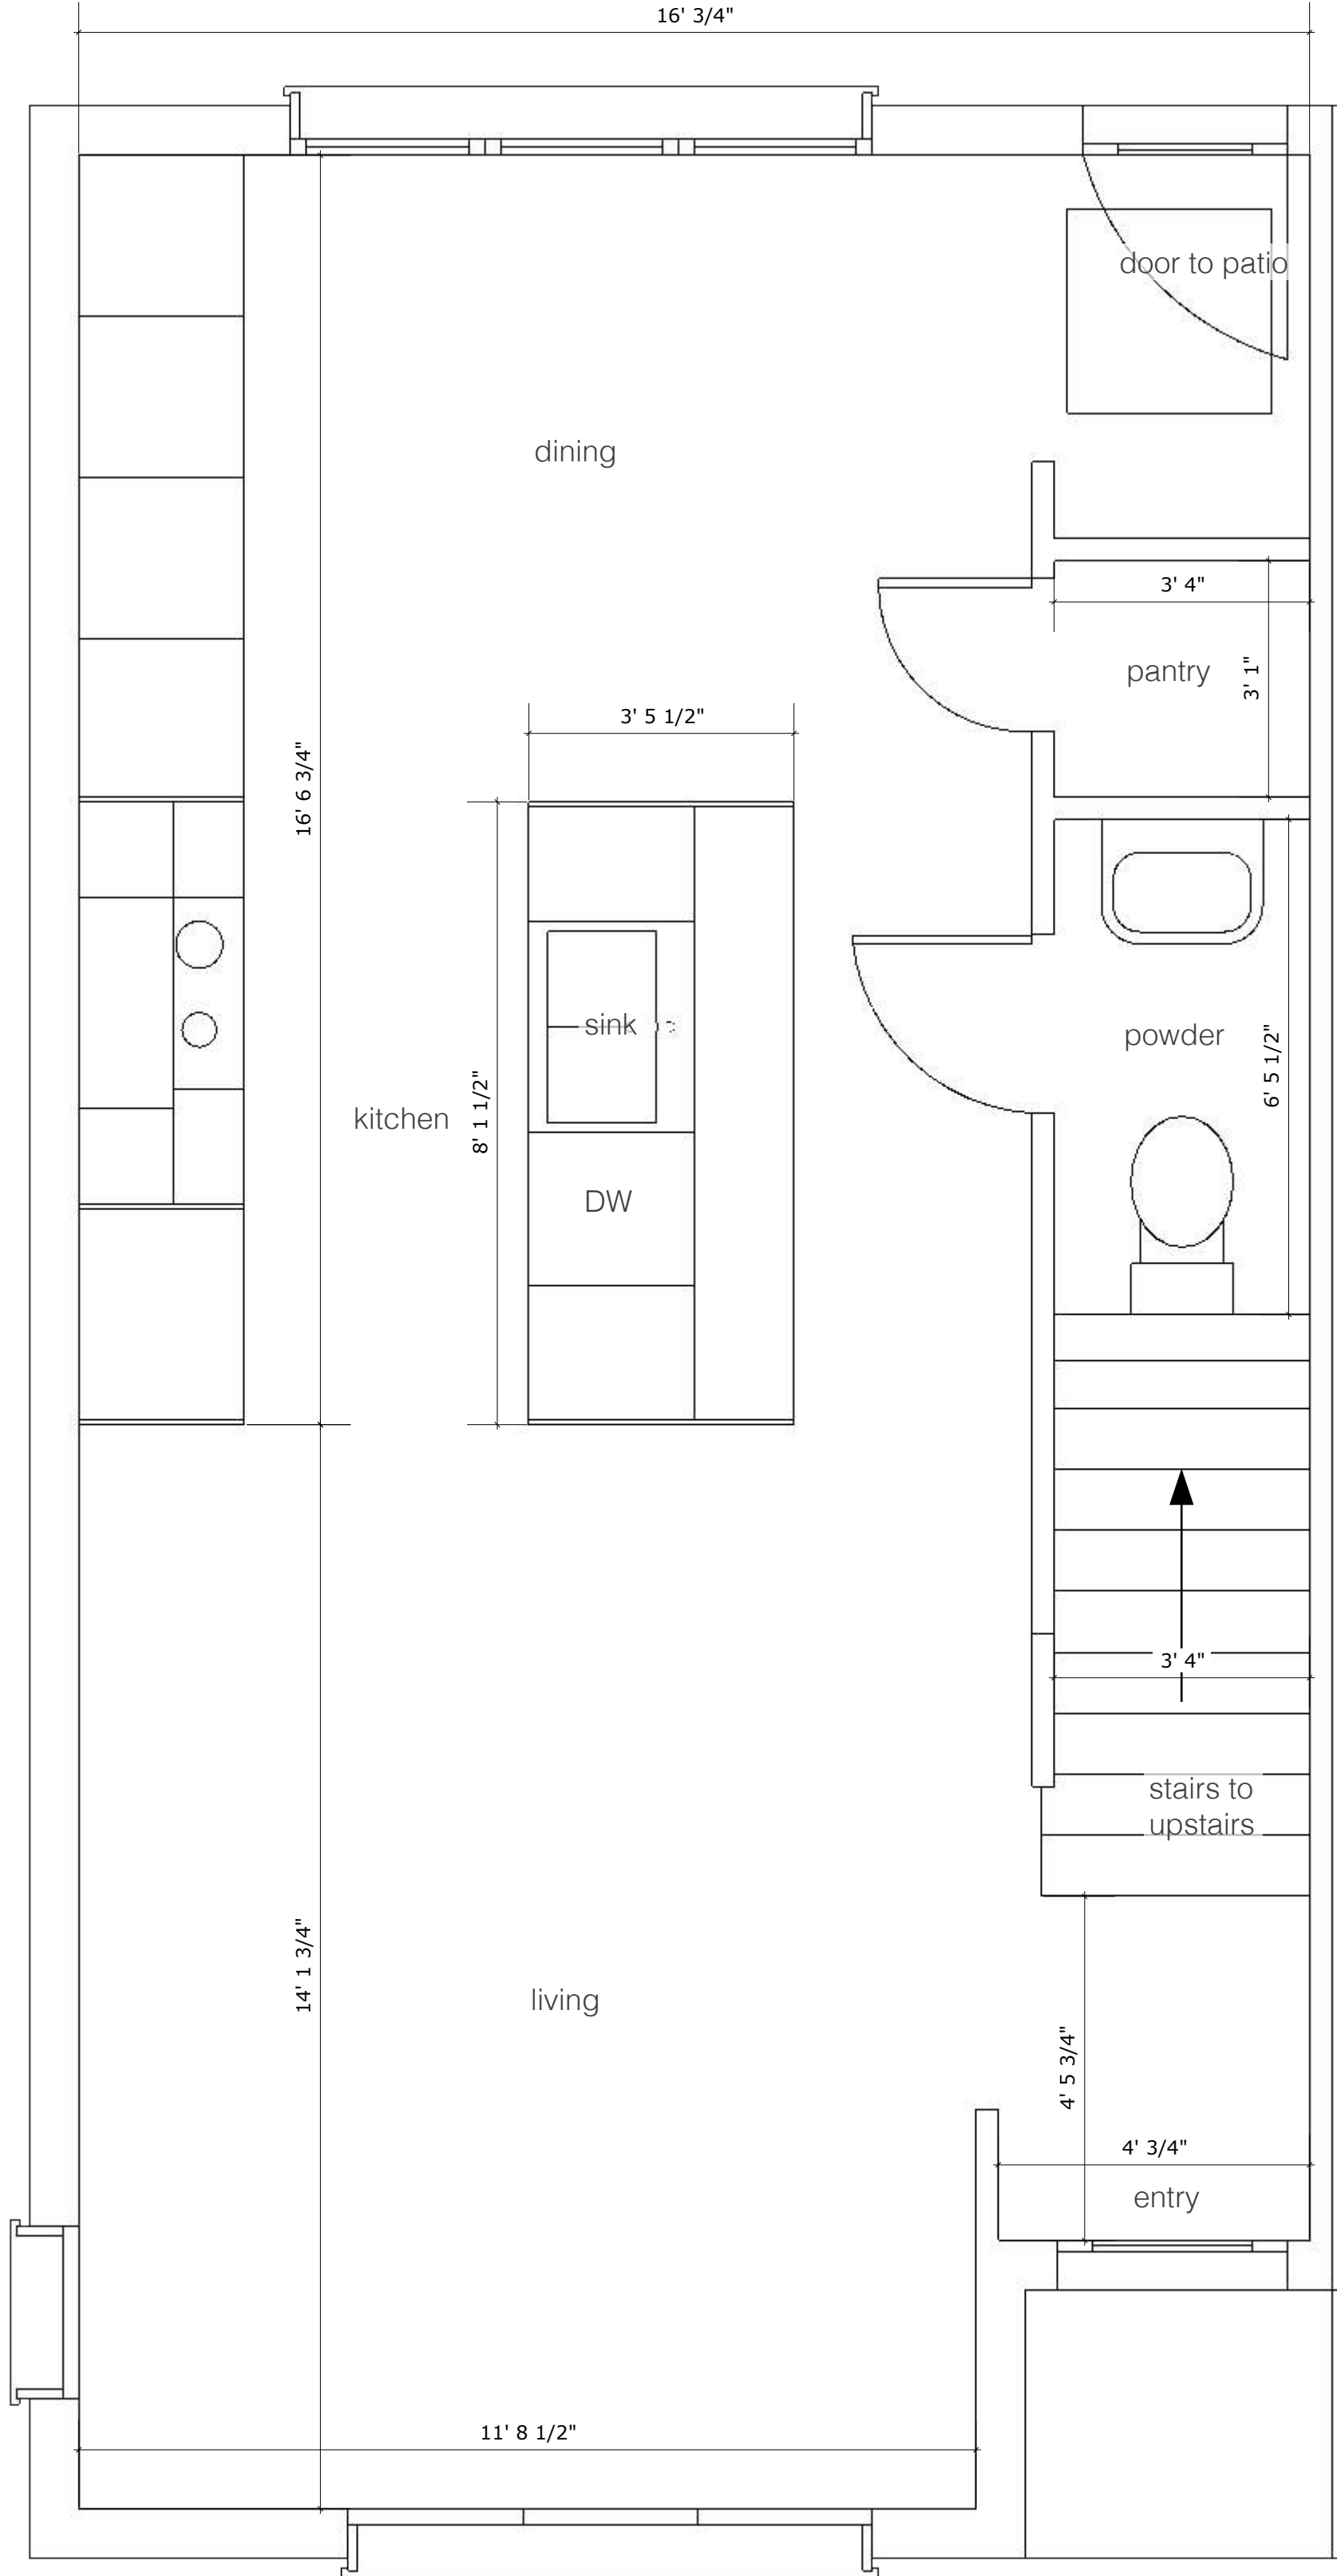 16' 3/4"
door to patio
dining
3' 4"
pantry
3' 1"
3' 5 1/2"
16' 6 3/4"
sink
powder
6' 5 1/2"
kitchen
8' 1 1/2"
DW
3' 4"
stairs to
upstairs
14' 1 3/4"
living
4' 5 3/4"
4' 3/4"
entry
11' 8 1/2"